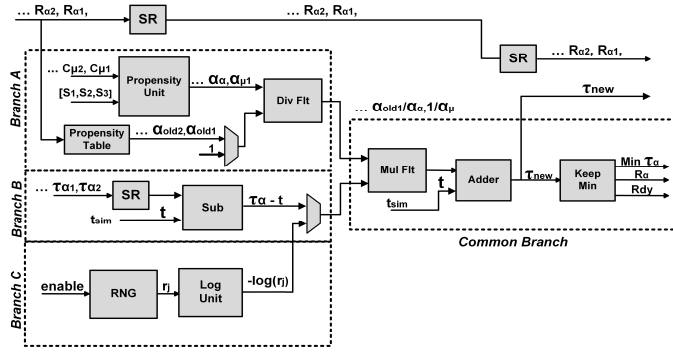 ... Rα2, Rα1,
SR
... Rα2, Rα1,
SR
... Rα2, Rα1,
Branch A
... Cμ2, Cμ1
[S1,S2,S3]
Propensity Unit
... αα,αμ1
Div Flt
Propensity Table
... αold2,αold1
1
... αold1/αα,1/αμ
τnew
Branch B
... τα1,τα2
SR
tsim
t
Sub
τα - t
Mul Flt
tsim
t
Adder
τnew
Keep Min
Min τα
Rα
Rdy
Common Branch
Branch C
enable
RNG
rj
Log Unit
-log(rj)